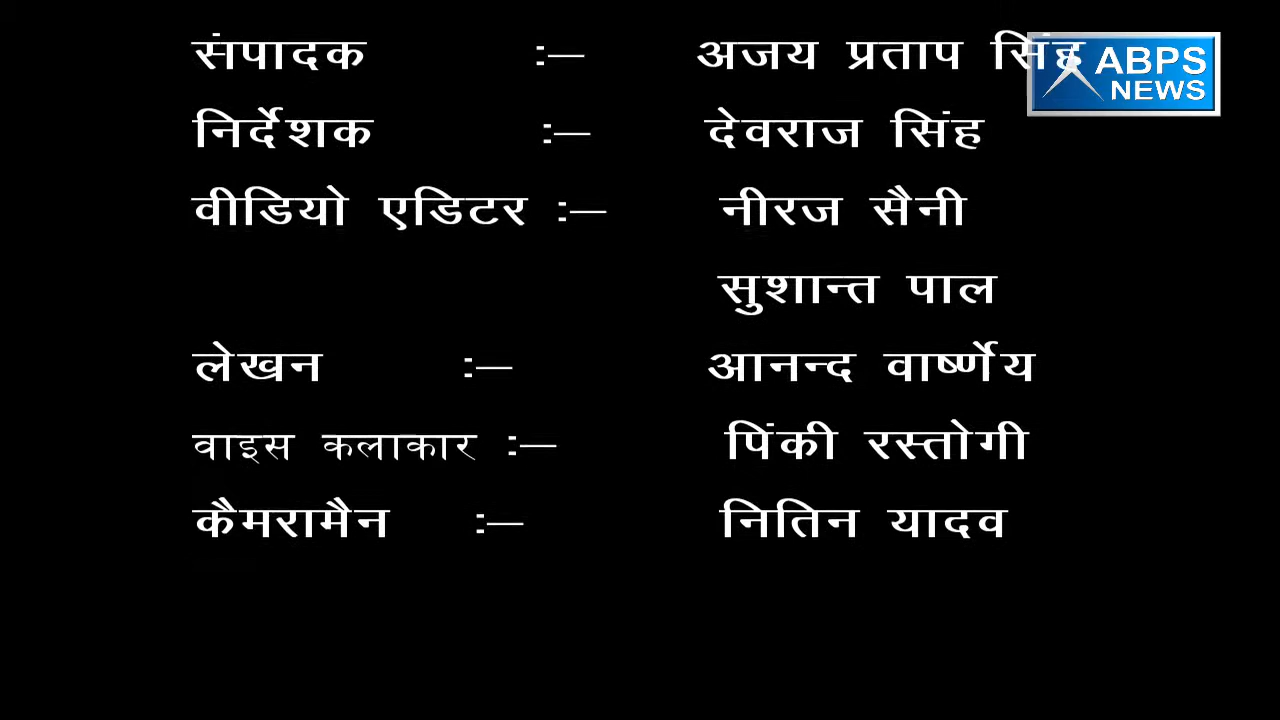 संपादक :— अजय प्रताप सिंह
ABPS
NEWS
निर्देशक :— देवराज सिंह
वीडियो एडिटर :— नीरज सैनी
सुशान्त पाल
लेखन :— आनन्द वार्ष्णेय
वाइस कलाकार :— पिंकी रस्तोगी
कैमरामैन :— नितिन यादव